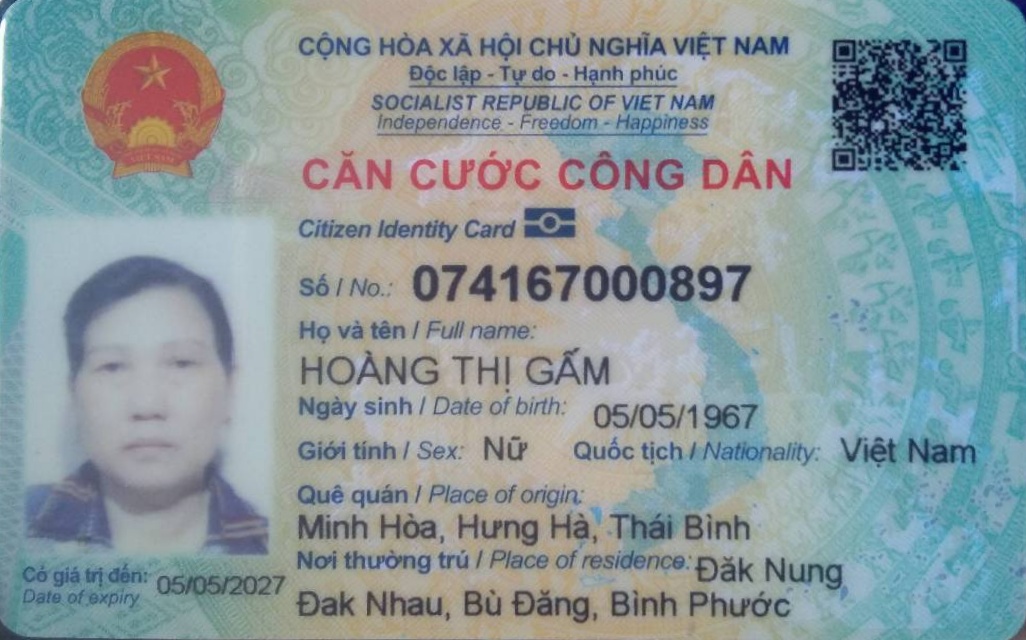 CỘNG HÒA XÃ HỘI CHỦ NGHĨA VIỆT NAM
Độc lập - Tự do - Hạnh phúc
SOCIALIST REPUBLIC OF VIET NAM
Independence - Freedom - Happiness
CĂN CƯỚC CÔNG DÂN
Citizen Identity Card
Số / No.: 074167000897
Họ và tên / Full name:
HOÀNG THỊ GẤM
Ngày sinh / Date of birth: 05/05/1967
Giới tính / Sex: Nữ Quốc tịch / Nationality: Việt Nam
Quê quán / Place of origin:
Minh Hòa, Hưng Hà, Thái Bình
Nơi thường trú / Place of residence: Đăk Nung
Đak Nhau, Bù Đăng, Bình Phước
Có giá trị đến: 05/05/2027
Date of expiry